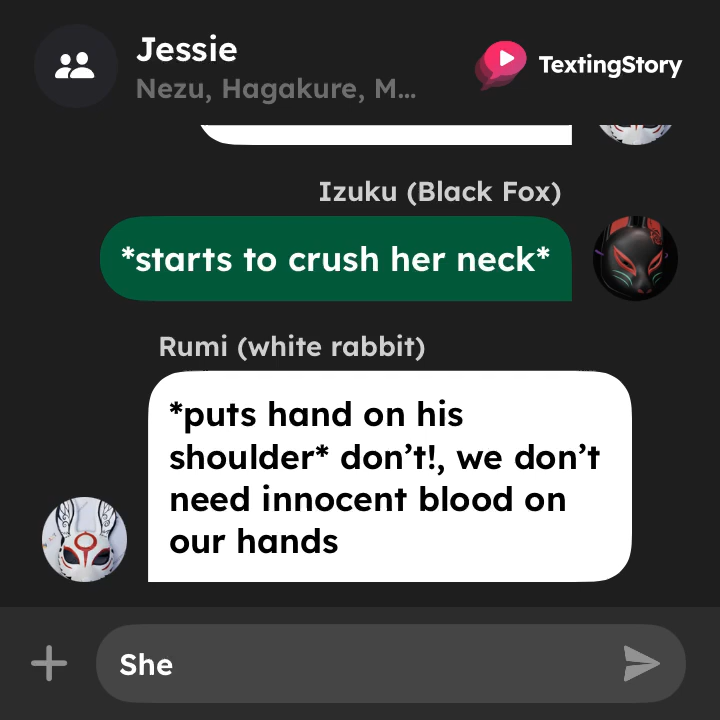 Jessie
Nezu, Hagakure, M...
TextingStory
Izuku (Black Fox)
*starts to crush her neck*
Rumi (white rabbit)
*puts hand on his
shoulder* don’t!, we don’t
need innocent blood on
our hands
She